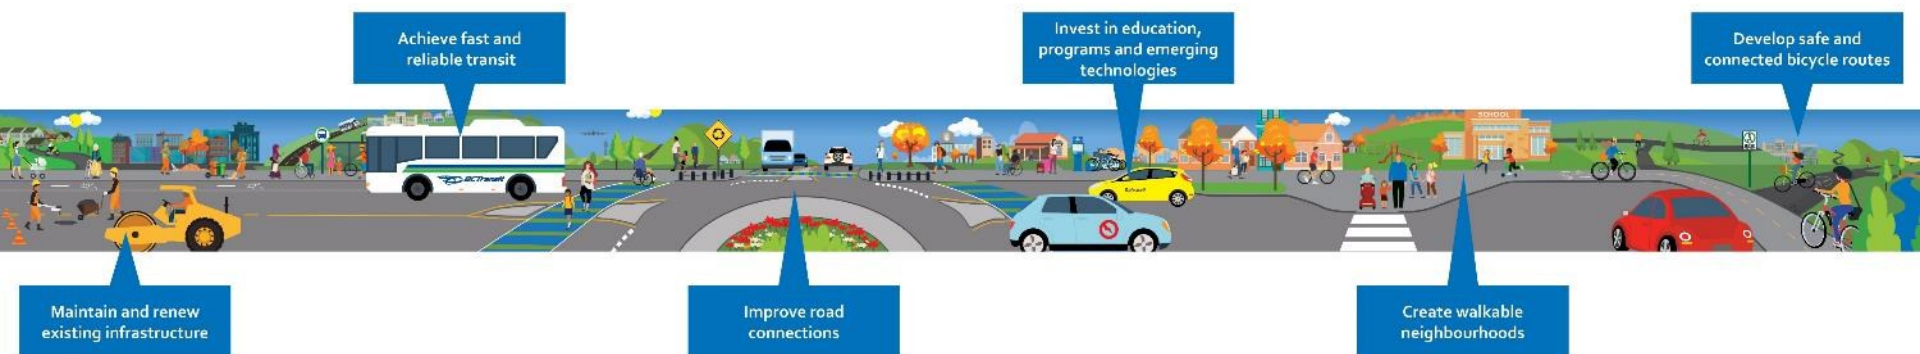 Achieve fast and
reliable transit
Invest in education,
programs and emerging
technologies
Develop safe and
connected bicycle routes
SCHOOL
BCTransit
Maintain and renew
existing infrastructure
Improve road
connections
Create walkable
neighbourhoods